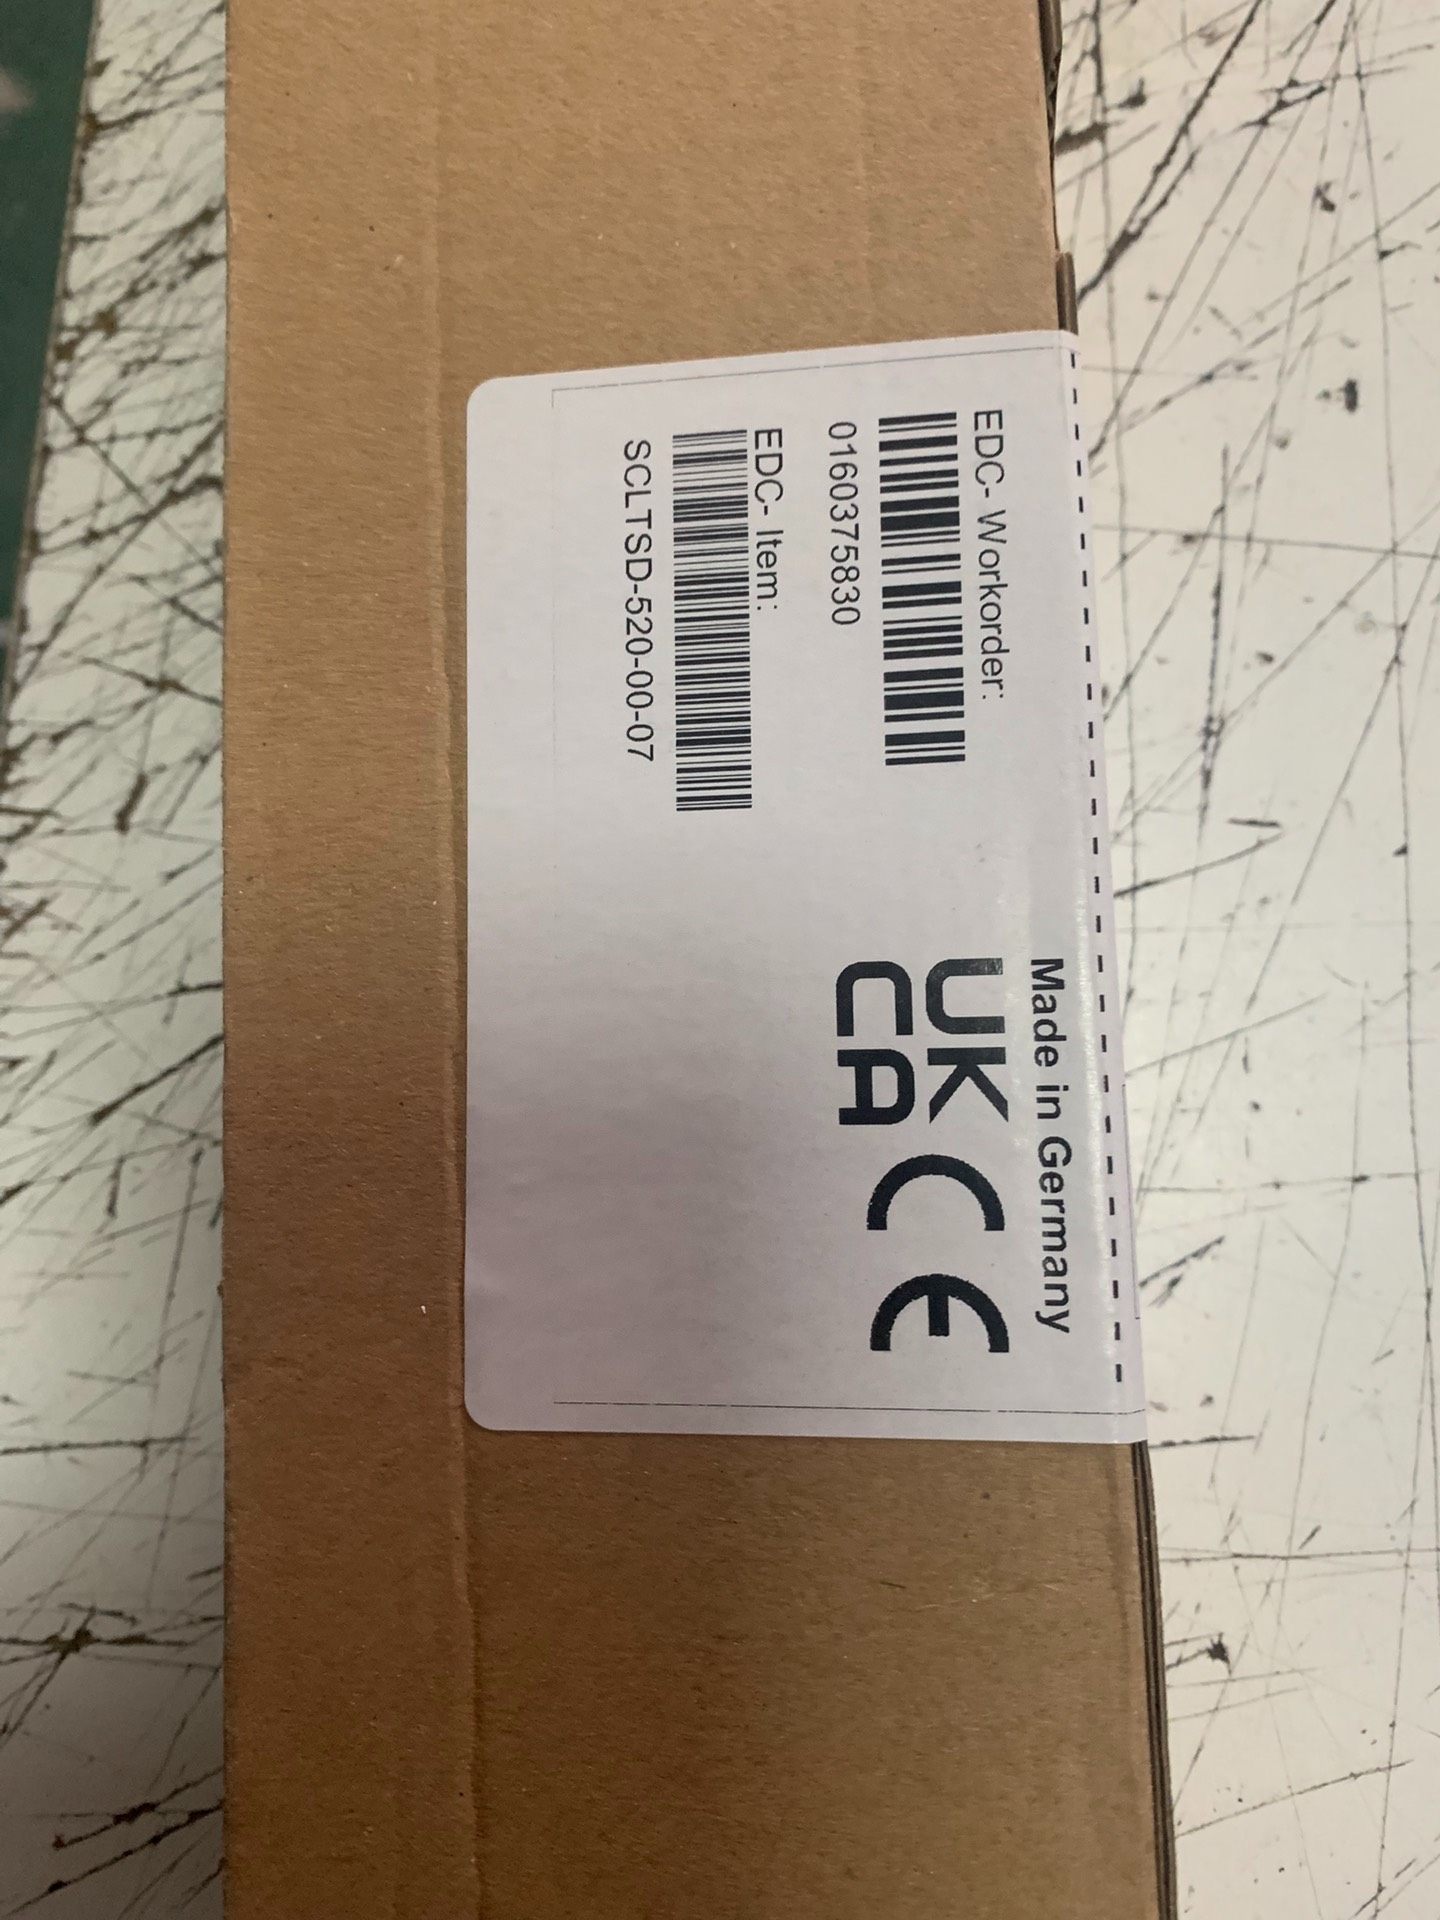 Made in Germany
EDC- Workorder:
0160375830
UK
CA
CE
EDC- Item:
SCLTSD-520-00-07